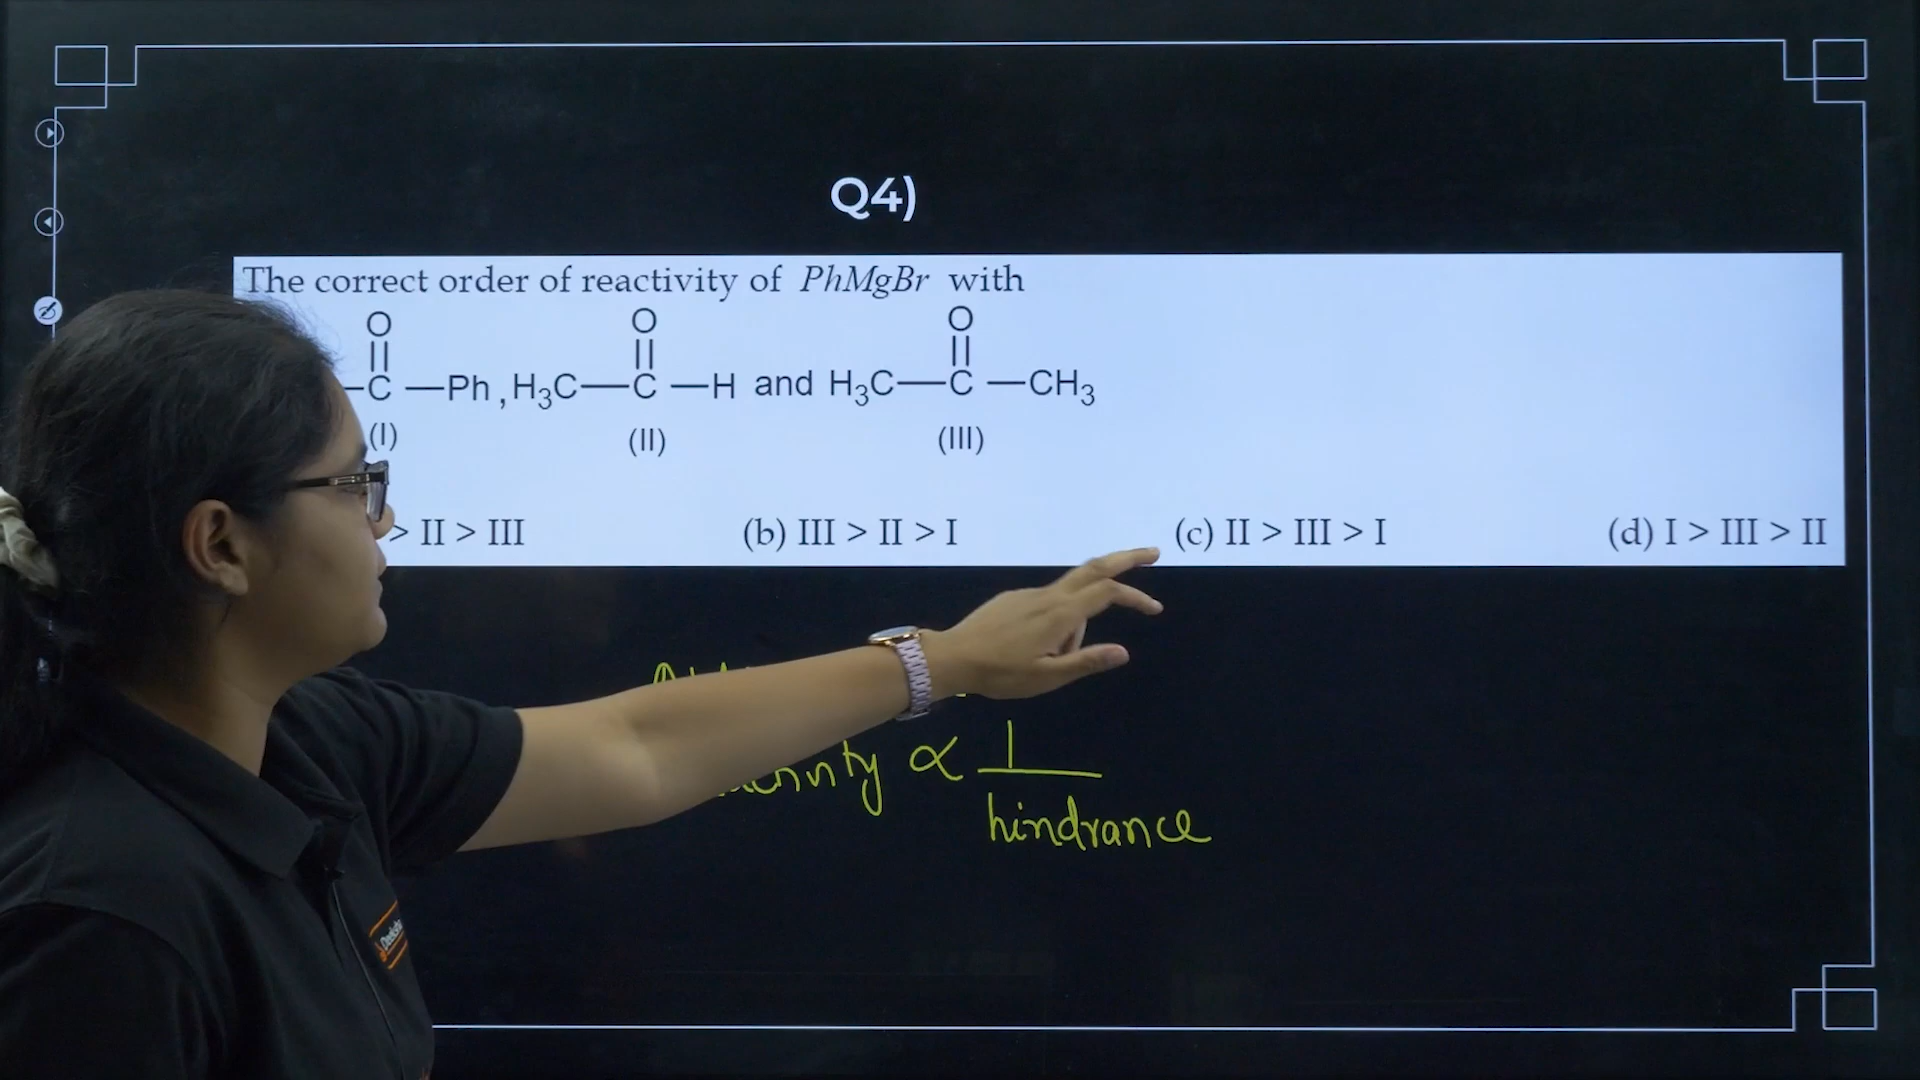 Q4)
The correct order of reactivity of PhMgBr with
O O O
—C—Ph, H₃C—C—H and H₃C—C—CH₃
(I) (II) (III)
> II > III (b) III > II > I (c) II > III > I (d) I > III > II
∝ 1
hindrance